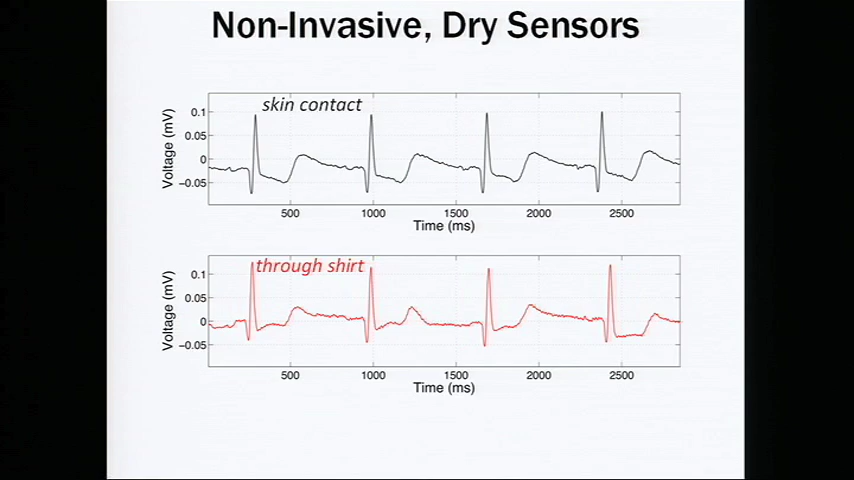 Non-Invasive, Dry Sensors
skin contact
Voltage (mV)
0.1
0.05
0
−0.05
500 1000 1500 2000 2500
Time (ms)
through shirt
Voltage (mV)
0.1
0.05
0
−0.05
500 1000 1500 2000 2500
Time (ms)